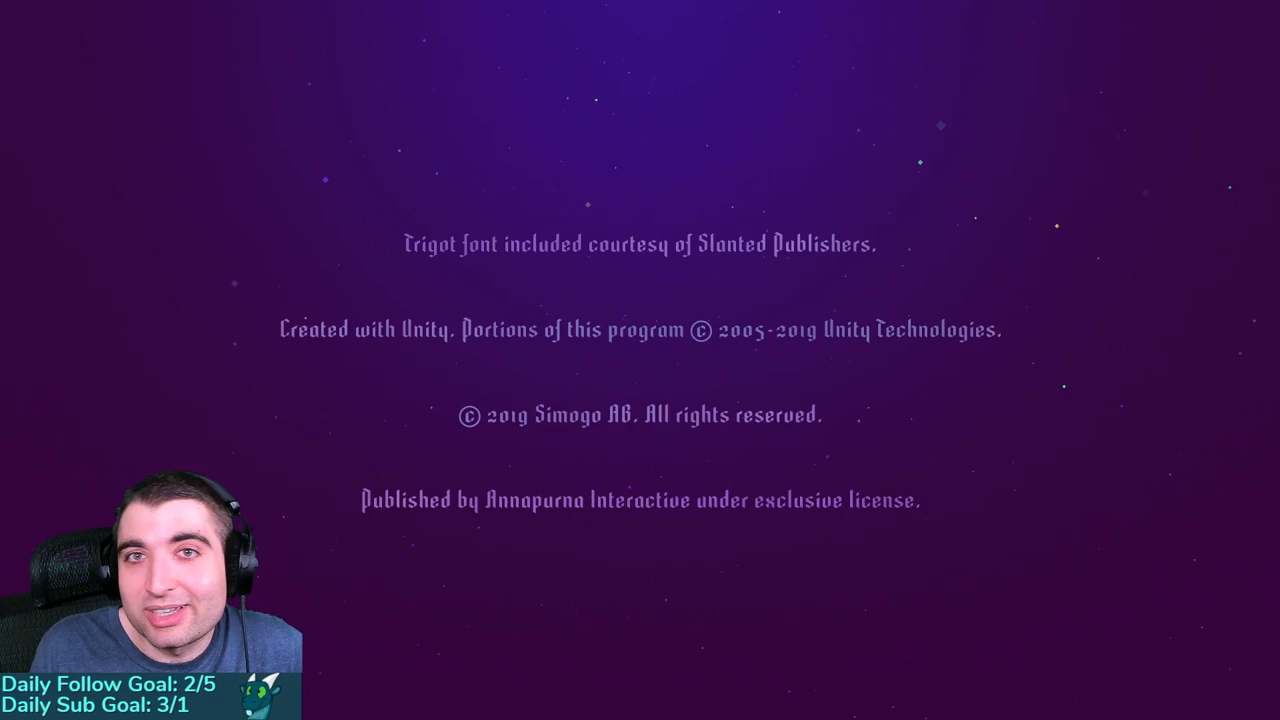 Trigot font included courtesy of Slanted Publishers.
Created with Unity. Portions of this program © 2005-2019 Unity Technologies.
© 2019 Simogo AB. All rights reserved.
Published by Annapurna Interactive under exclusive license.
Daily Follow Goal: 2/5
Daily Sub Goal: 3/1